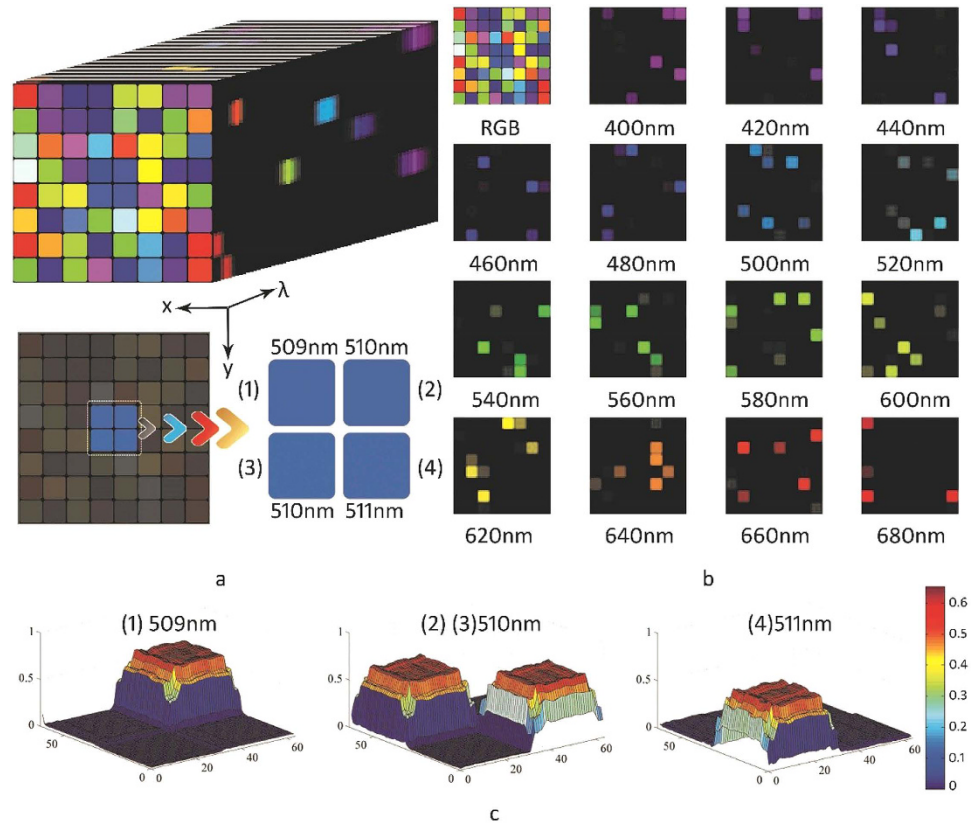 RGB 400nm 420nm 440nm
460nm 480nm 500nm 520nm
540nm 560nm 580nm 600nm
620nm 640nm 660nm 680nm
x λ
y
509nm 510nm
(1) (2)
(3) (4)
510nm 511nm
a b
(1) 509nm (2) (3)510nm (4)511nm
1 1 1
0.5 0.5 0.5
0 0 0
50 0 0 20 40 60
50 0 0 20 40 60
50 0 0 20 40 60
0.6
0.5
0.4
0.3
0.2
0.1
0
c